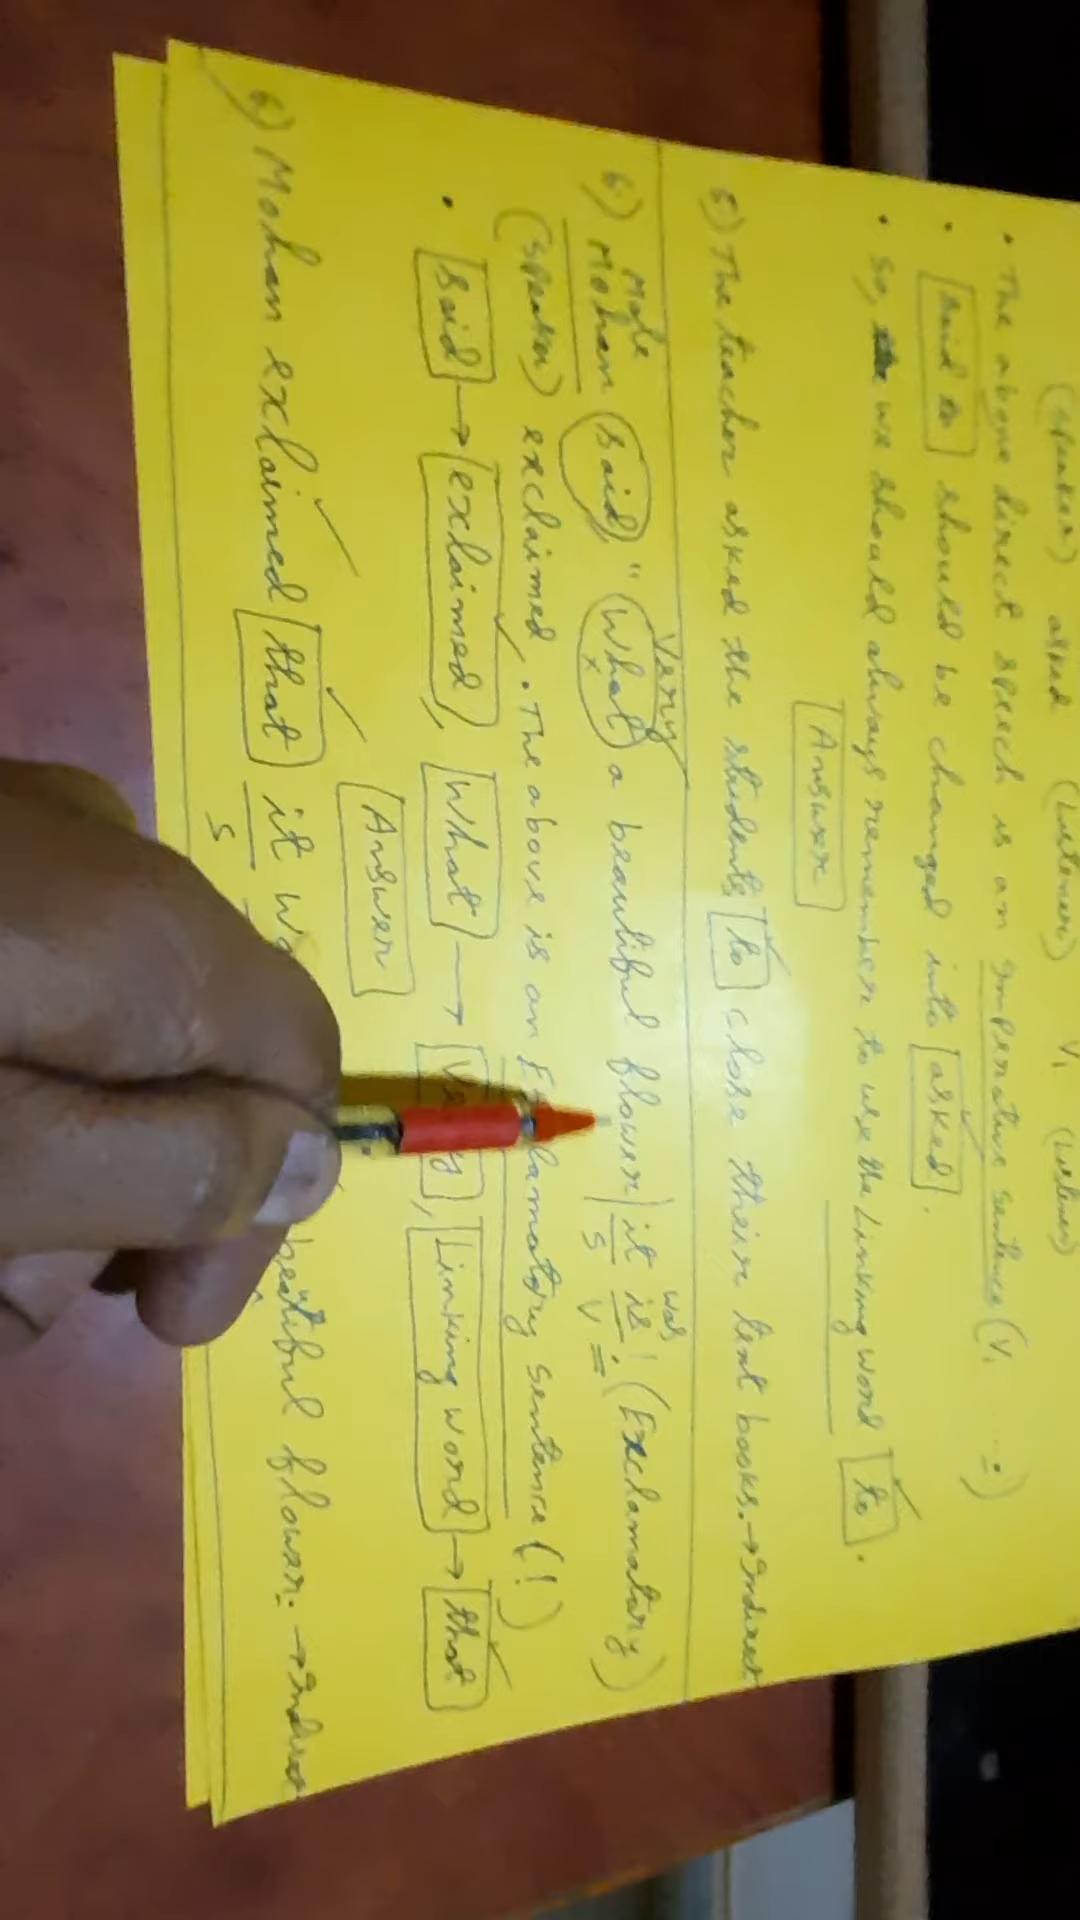 (Speaker) asked (Listener) V1 (Listener)
• The above direct speech is an Imperative sentence (V1 ... .)
• said to should be changed into asked.
• So, we should always remember to use the Linking word to.
Answer
5) The teacher asked the students to close their text books. → Indirect
Male Very was
6) Mohan said, "What a beautiful flower it is! (Exclamatory)
x S V
(Speaker) exclaimed. The above is an Exclamatory sentence (!)
• Said → exclaimed, What → Very, Linking word → that
Answer
6) Mohan exclaimed that it beautiful flower. → Indirect
S